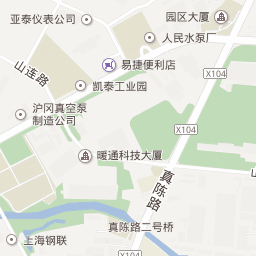 园区大厦
亚泰仪表公司
人民水泵厂
易捷便利店
山连路
X104
凯泰工业园
沪冈真空泵
制造公司
X104
暖通科技大厦
真陈路
山
真陈路二号桥
上海钢联